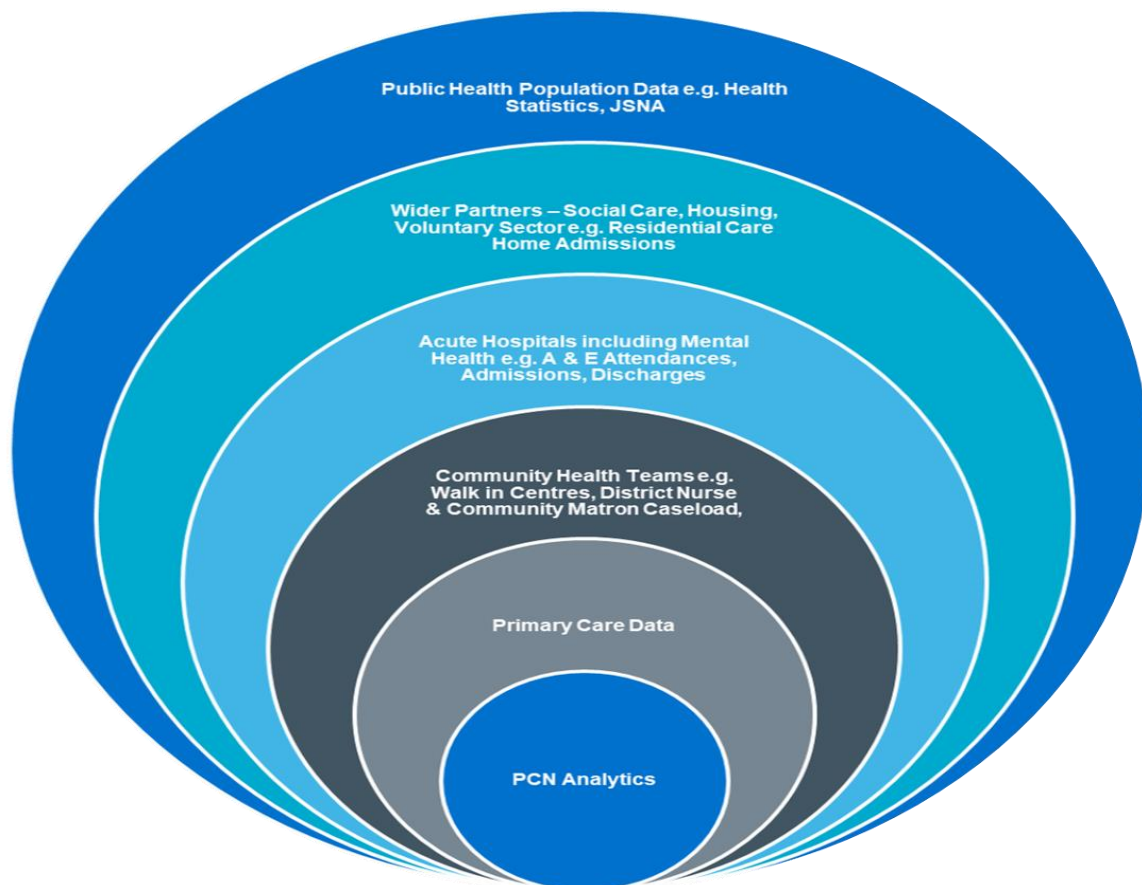 Public Health Population Data e.g. Health
Statistics, JSNA
Wider Partners – Social Care, Housing,
Voluntary Sector e.g. Residential Care
Home Admissions
Acute Hospitals including Mental
Health e.g. A & E Attendances,
Admissions, Discharges
Community Health Teams e.g.
Walk in Centres, District Nurse
& Community Matron Caseload,
Primary Care Data
PCN Analytics